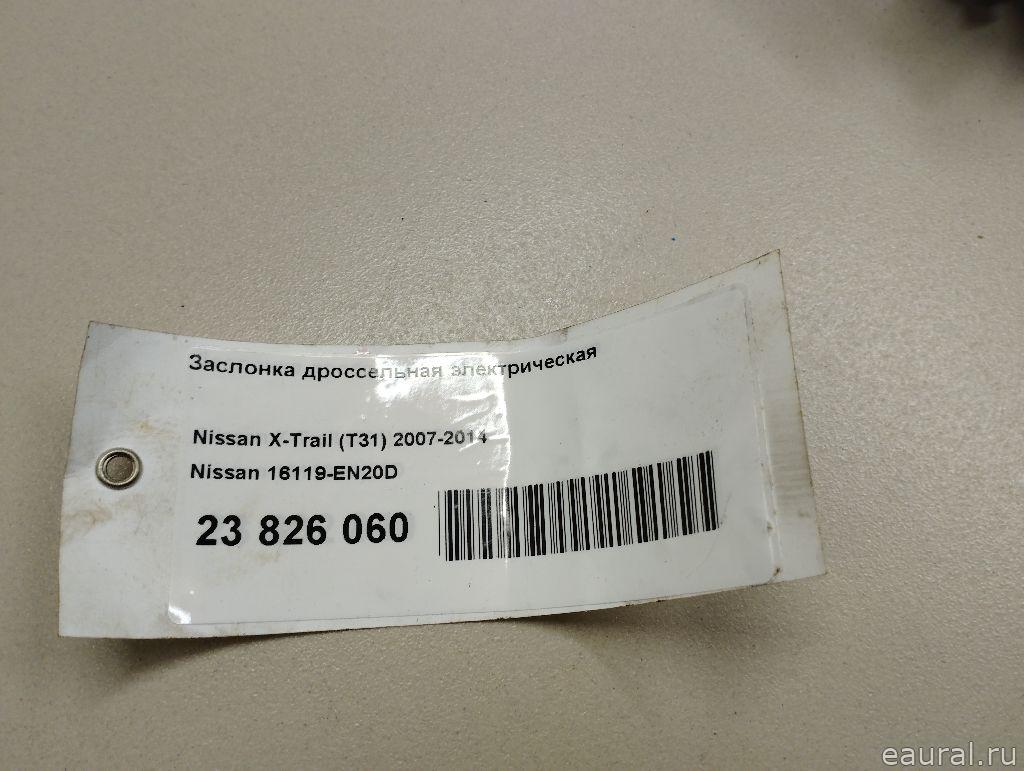 Заслонка дроссельная электрическая
Nissan X-Trail (T31) 2007-2014
Nissan 16119-EN20D
23 826 060
eaural.ru